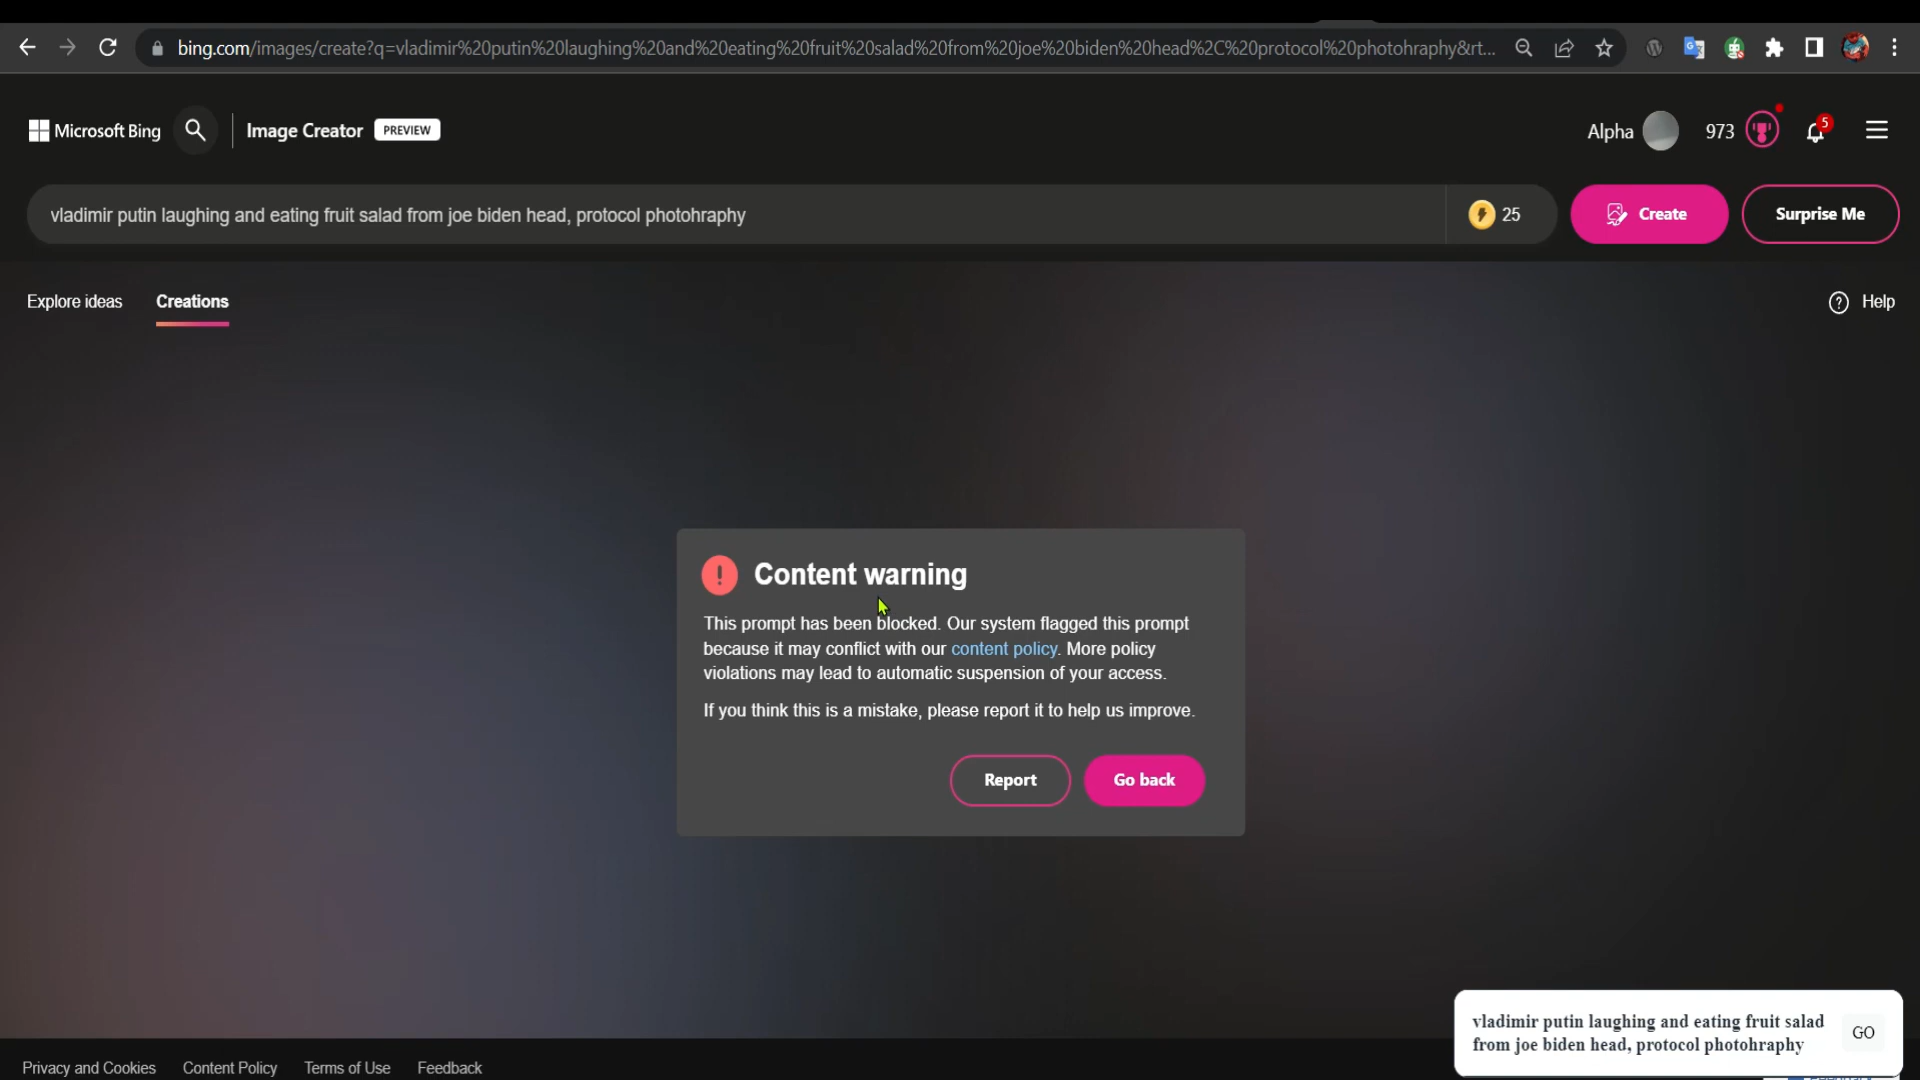 bing.com/images/create?q=vladimir%20putin%20laughing%20and%20eating%20fruit%20salad%20from%20joe%20biden%20head%2C%20protocol%20photohraphy&rt...
Microsoft Bing
Image Creator
PREVIEW
Alpha
973
5
vladimir putin laughing and eating fruit salad from joe biden head, protocol photohraphy
25
Create
Surprise Me
Explore ideas
Creations
Help
Content warning
This prompt has been blocked. Our system flagged this prompt
because it may conflict with our content policy. More policy
violations may lead to automatic suspension of your access.
If you think this is a mistake, please report it to help us improve.
Report
Go back
vladimir putin laughing and eating fruit salad
from joe biden head, protocol photohraphy
GO
Privacy and Cookies
Content Policy
Terms of Use
Feedback